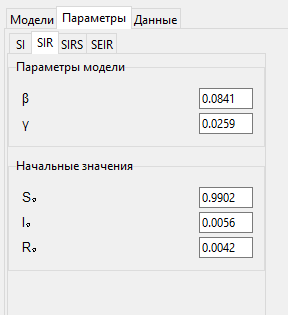 Модели Параметры Данные
SI SIR SIRS SEIR
Параметры модели
β 0.0841
γ 0.0259
Начальные значения
S₀ 0.9902
I₀ 0.0056
R₀ 0.0042